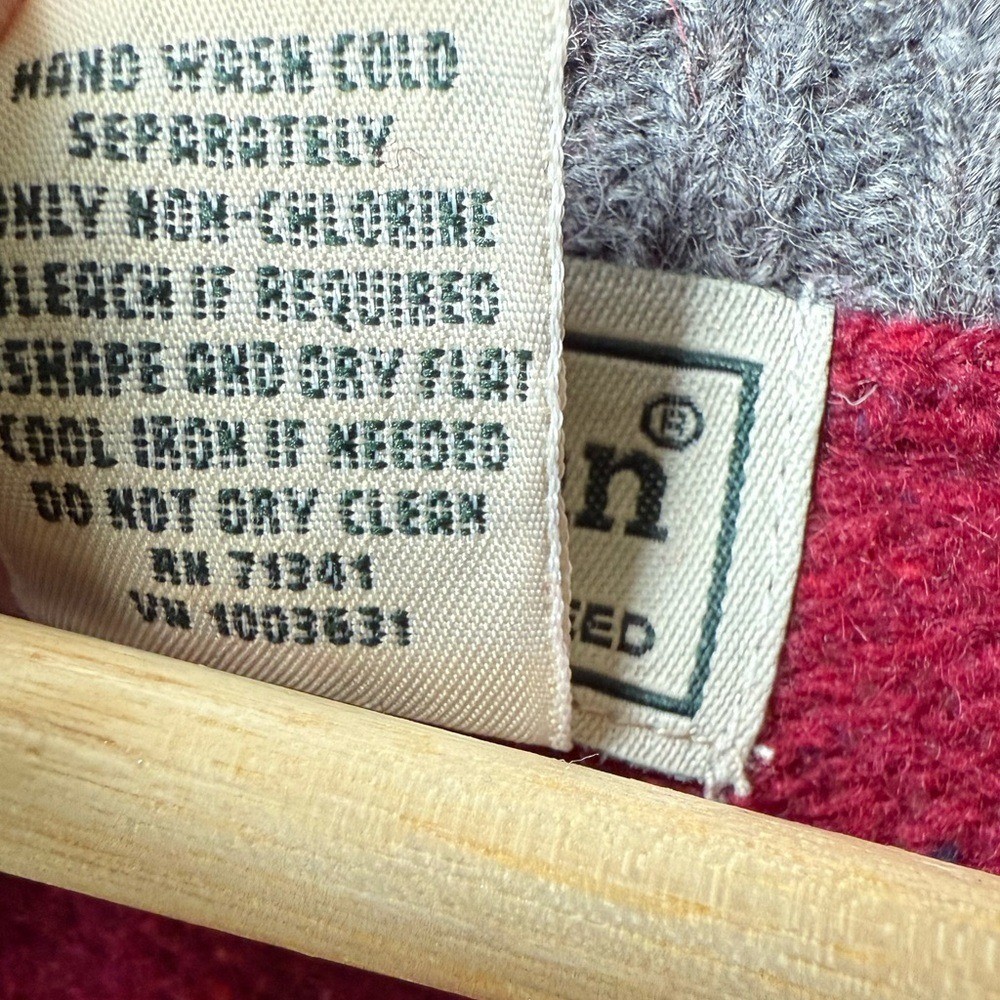 HAND WASH COLD
SEPARATELY
ONLY NON-CHLORINE
BLEACH IF REQUIRED
SHAPE AND DRY FLAT
COOL IRON IF NEEDED
DO NOT DRY CLEAN
RN 71341
VN 1003631
n®
EED